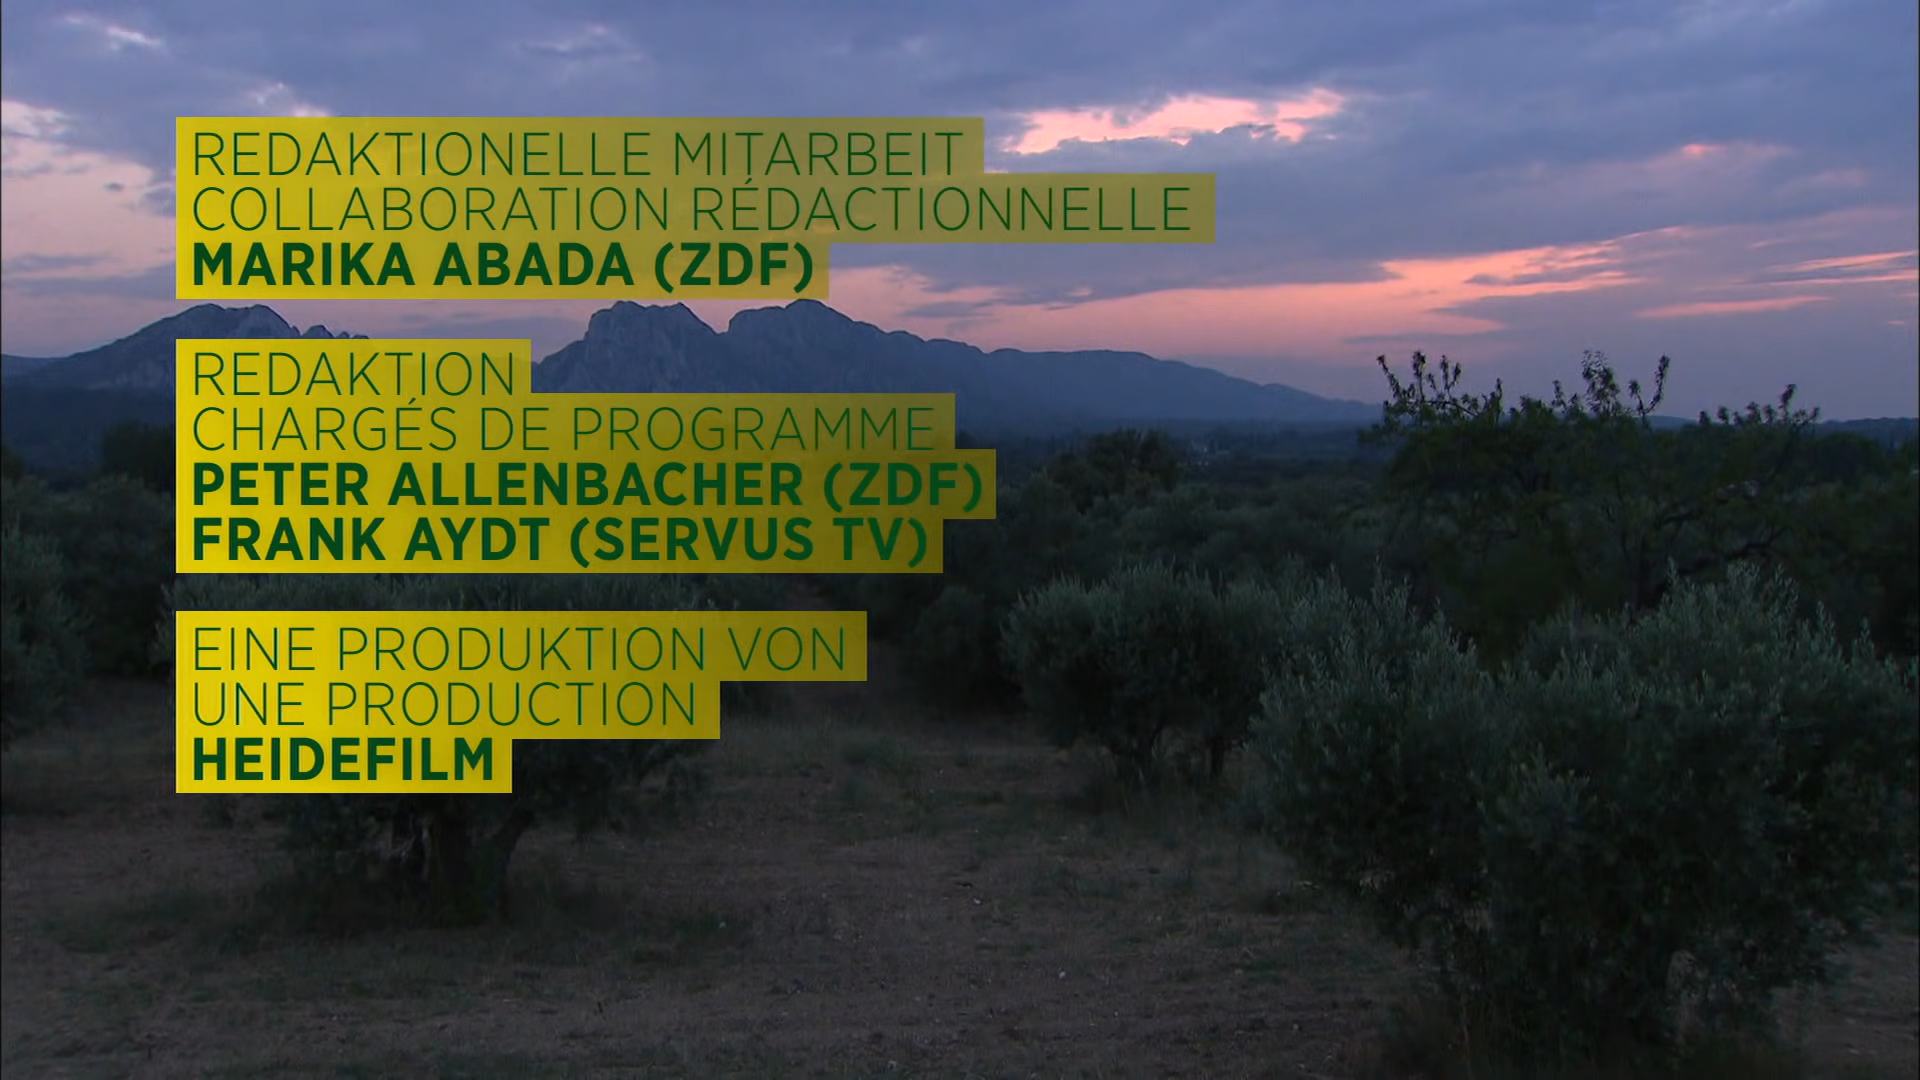 REDAKTIONELLE MITARBEIT
COLLABORATION RÉDACTIONNELLE
MARIKA ABADA (ZDF)
REDAKTION
CHARGÉS DE PROGRAMME
PETER ALLENBACHER (ZDF)
FRANK AYDT (SERVUS TV)
EINE PRODUKTION VON
UNE PRODUCTION
HEIDEFILM